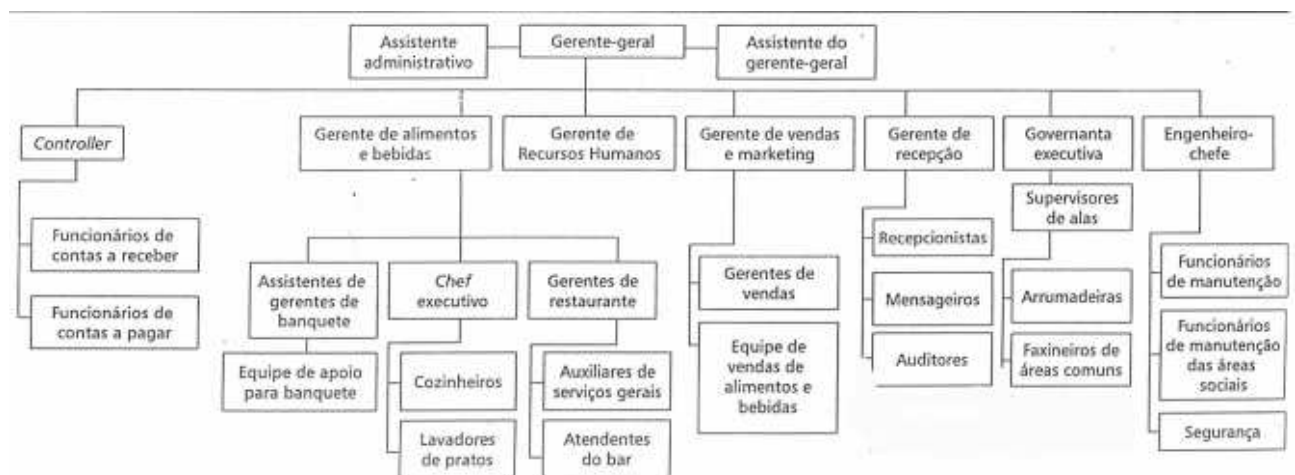 Assistente
administrativo
Gerente-geral
Assistente do
gerente-geral
Controller
Gerente de alimentos
e bebidas
Gerente de
Recursos Humanos
Gerente de vendas
e marketing
Gerente de
recepção
Governanta
executiva
Engenheiro-
chefe
Funcionários de
contas a receber
Funcionários de
contas a pagar
Assistentes de
gerentes de
banquete
Equipe de apoio
para banquete
Chef
executivo
Cozinheiros
Lavadores
de pratos
Gerentes de
restaurante
Auxiliares de
serviços gerais
Atendentes
do bar
Gerentes de
vendas
Equipe de
vendas de
alimentos e
bebidas
Recepcionistas
Mensageiros
Auditores
Supervisores
de alas
Arrumadeiras
Faxineiros de
áreas comuns
Funcionários
de manutenção
Funcionários
de manutenção
das áreas
sociais
Segurança